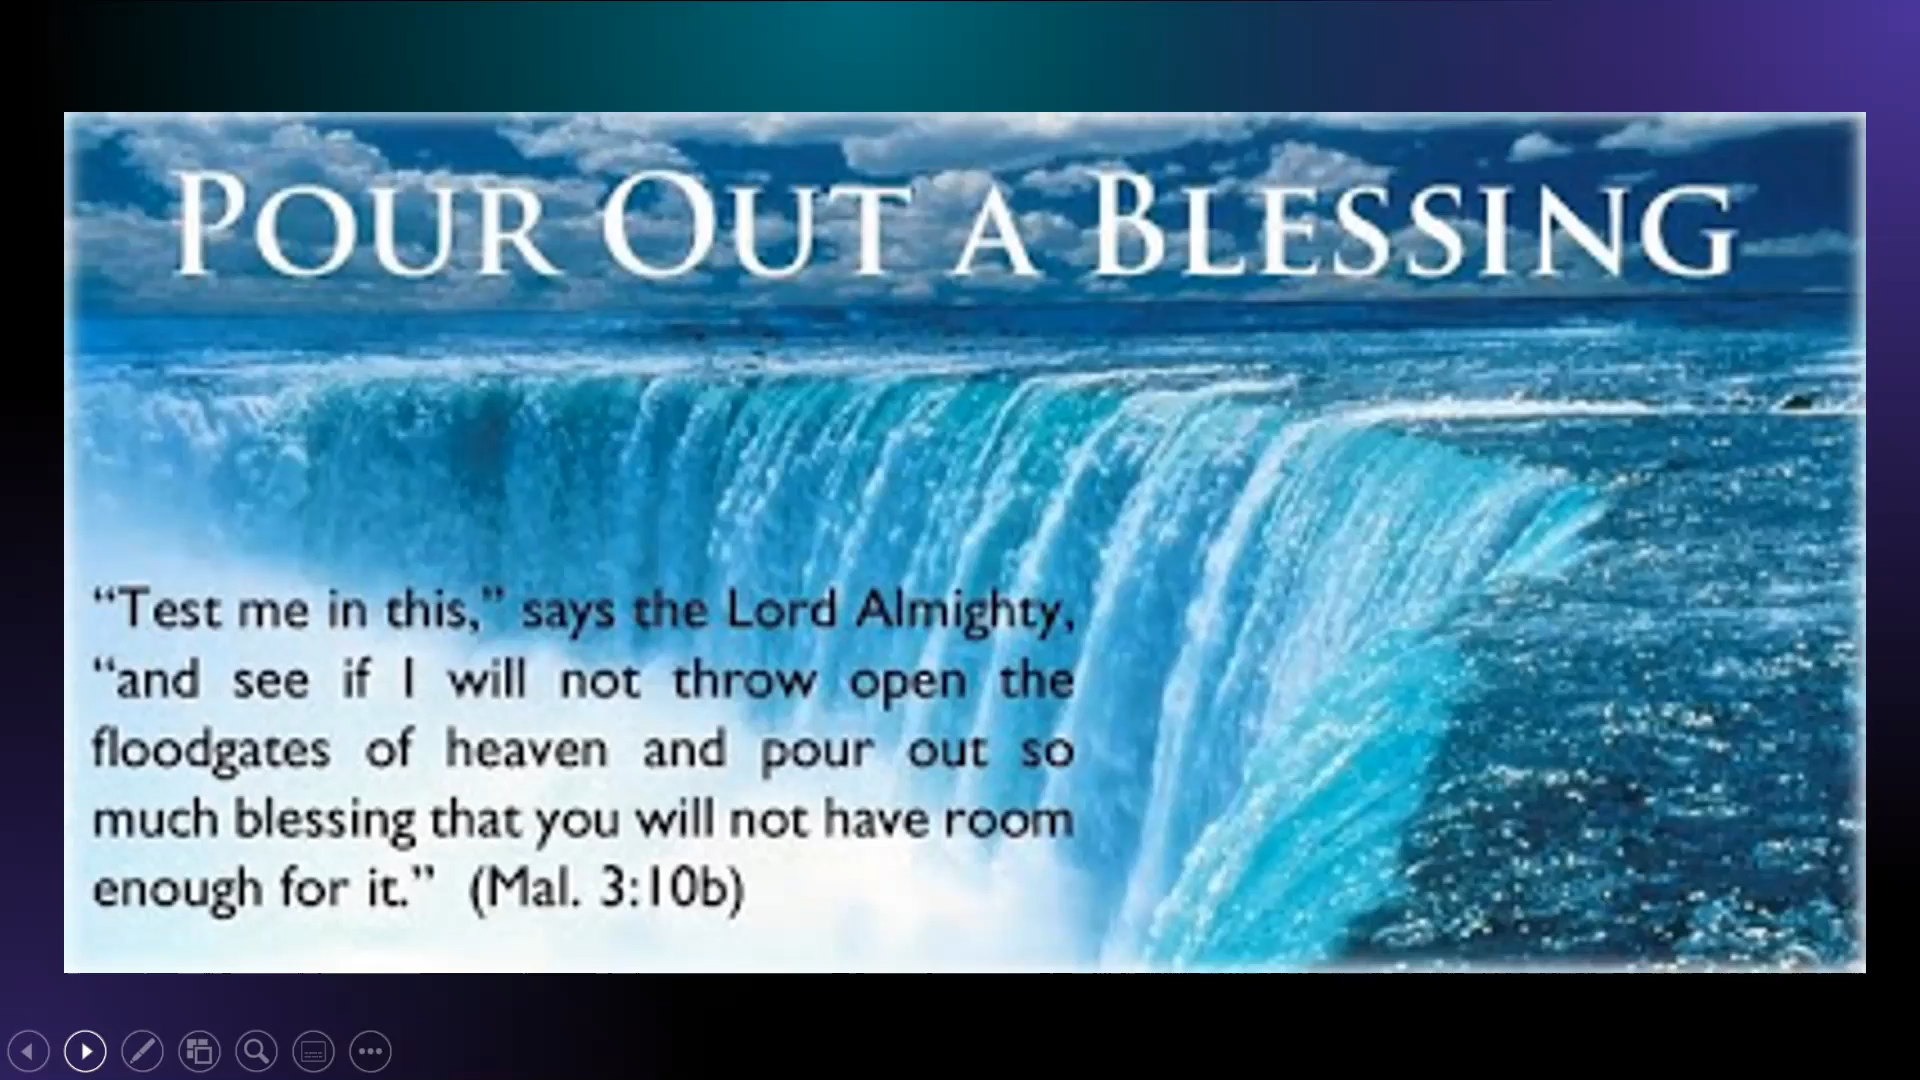 POUR OUT A BLESSING
“Test me in this,” says the Lord Almighty,
“and see if I will not throw open the
floodgates of heaven and pour out so
much blessing that you will not have room
enough for it.” (Mal. 3:10b)